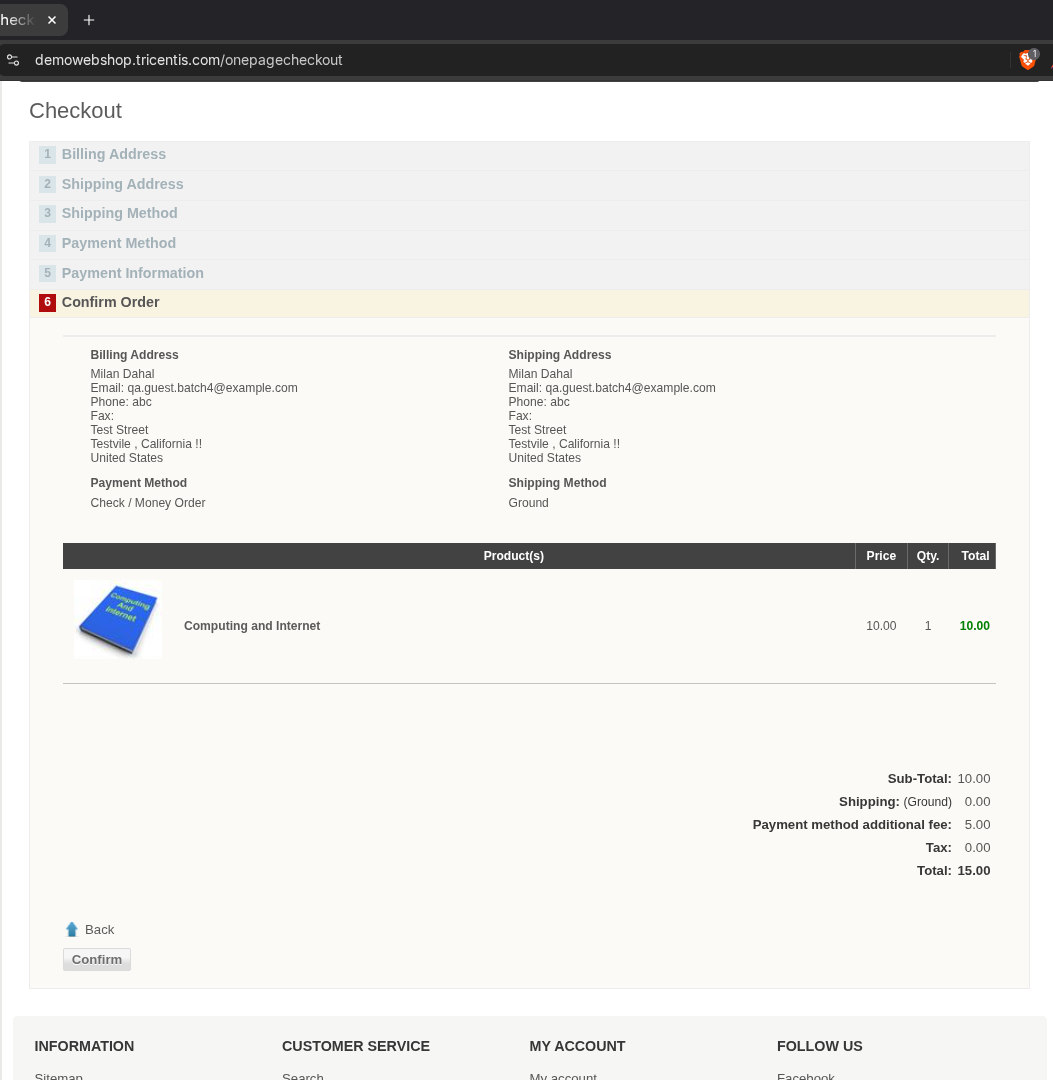 heck
demowebshop.tricentis.com/onepagecheckout
1
Checkout
1 Billing Address
2 Shipping Address
3 Shipping Method
4 Payment Method
5 Payment Information
6 Confirm Order
Billing Address
Milan Dahal
Email: qa.guest.batch4@example.com
Phone: abc
Fax:
Test Street
Testvile , California !!
United States
Payment Method
Check / Money Order
Shipping Address
Milan Dahal
Email: qa.guest.batch4@example.com
Phone: abc
Fax:
Test Street
Testvile , California !!
United States
Shipping Method
Ground
Product(s) Price Qty. Total
Computing And Internet
Computing and Internet 10.00 1 10.00
Sub-Total: 10.00
Shipping: (Ground) 0.00
Payment method additional fee: 5.00
Tax: 0.00
Total: 15.00
Back
Confirm
INFORMATION CUSTOMER SERVICE MY ACCOUNT FOLLOW US
Sitemap Search My account Facebook